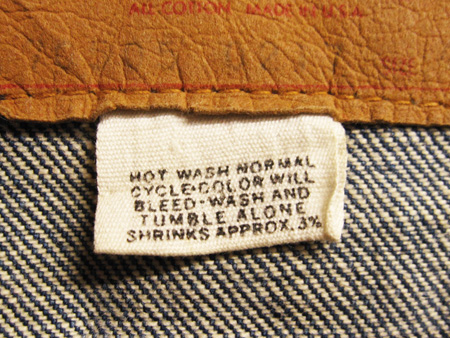 ALL COTTON MADE IN U.S.A.
HOT WASH NORMAL
CYCLE-COLOR WILL
BLEED-WASH AND
TUMBLE ALONE
SHRINKS APPROX. 3%